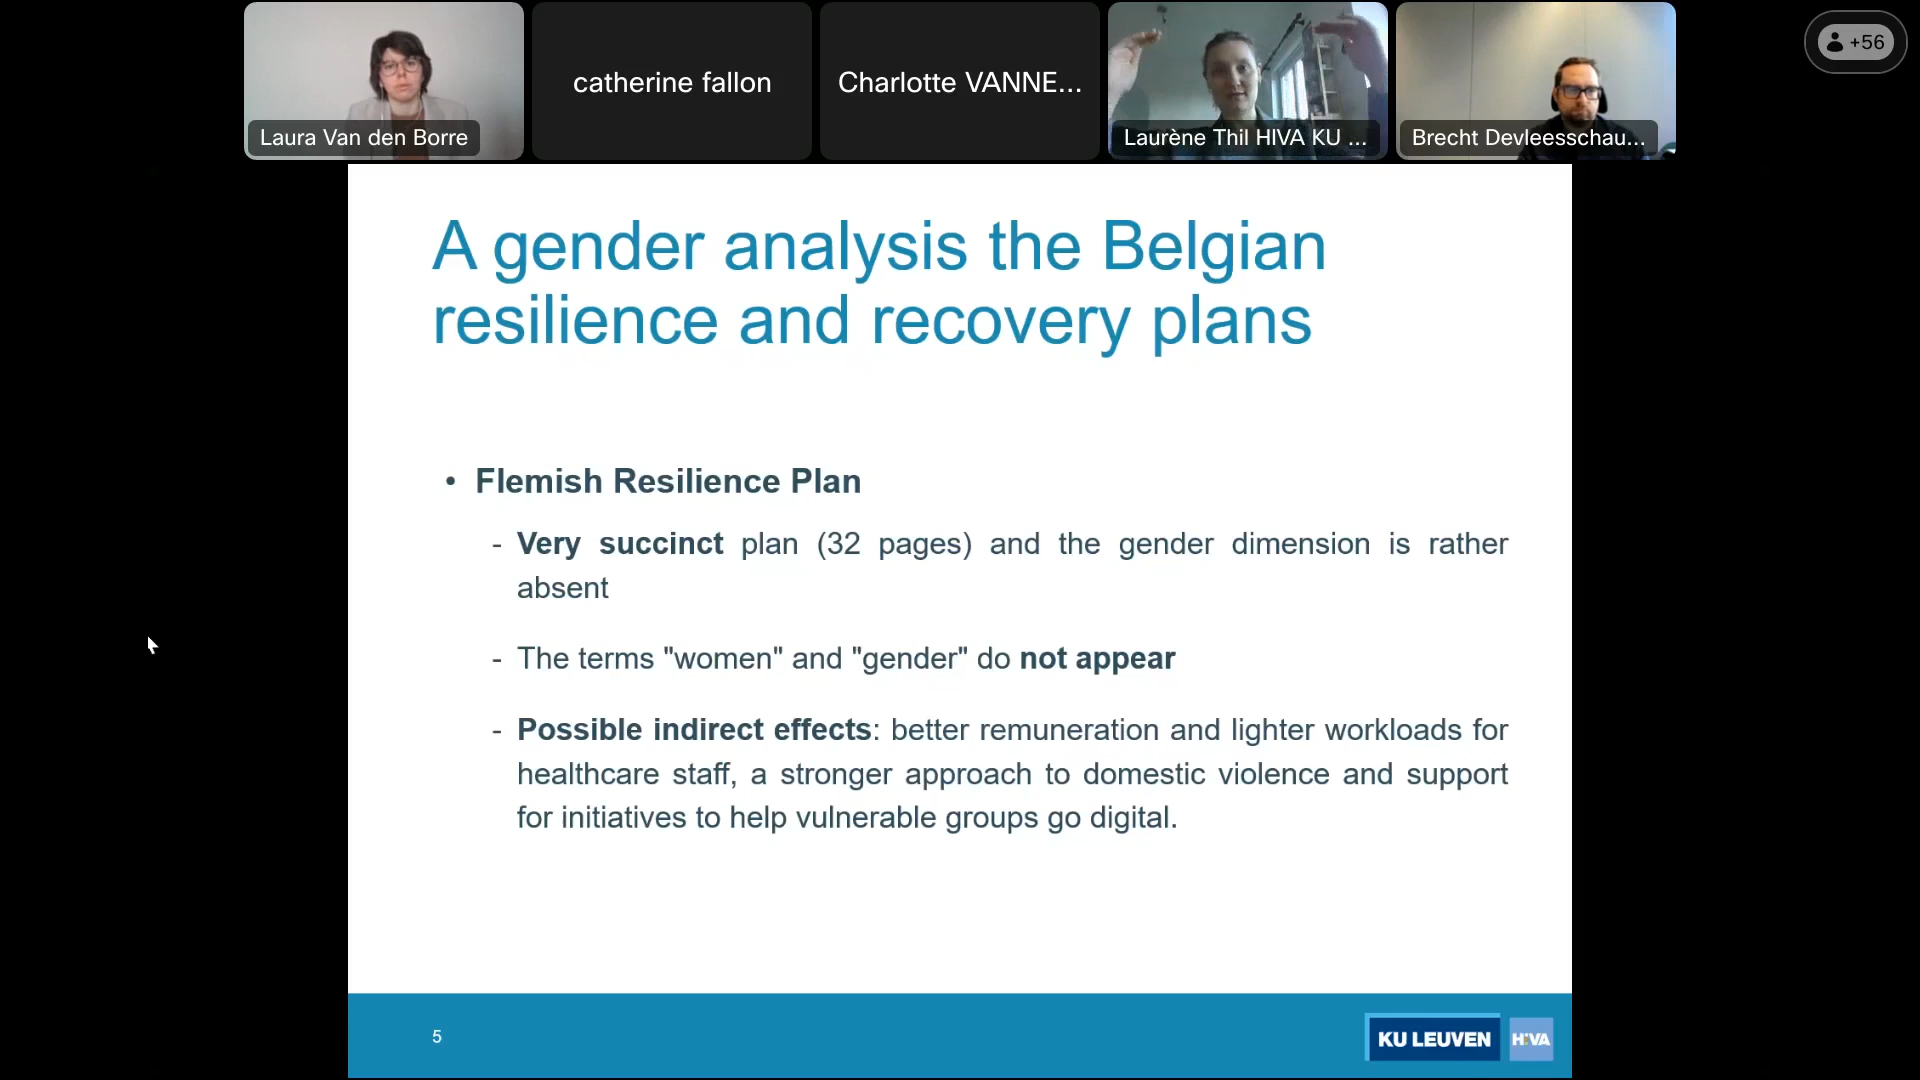 Laura Van den Borre
catherine fallon
Charlotte VANNE...
Laurène Thil HIVA KU ...
Brecht Devleesschau...
+56
A gender analysis the Belgian
resilience and recovery plans
• Flemish Resilience Plan
- Very succinct plan (32 pages) and the gender dimension is rather
absent
- The terms "women" and "gender" do not appear
- Possible indirect effects: better remuneration and lighter workloads for
healthcare staff, a stronger approach to domestic violence and support
for initiatives to help vulnerable groups go digital.
5
KU LEUVEN
HIVA